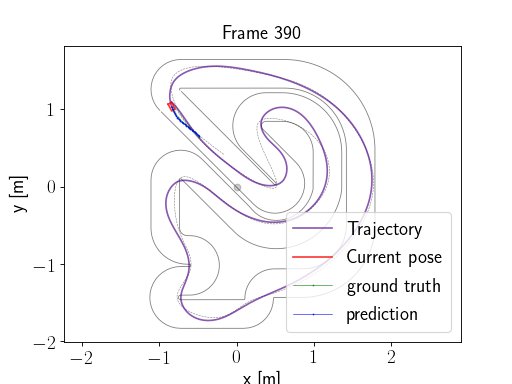 Frame 390
y [m]
1
0
−1
−2
−2 −1 0 1 2
x [m]
Trajectory
Current pose
ground truth
prediction